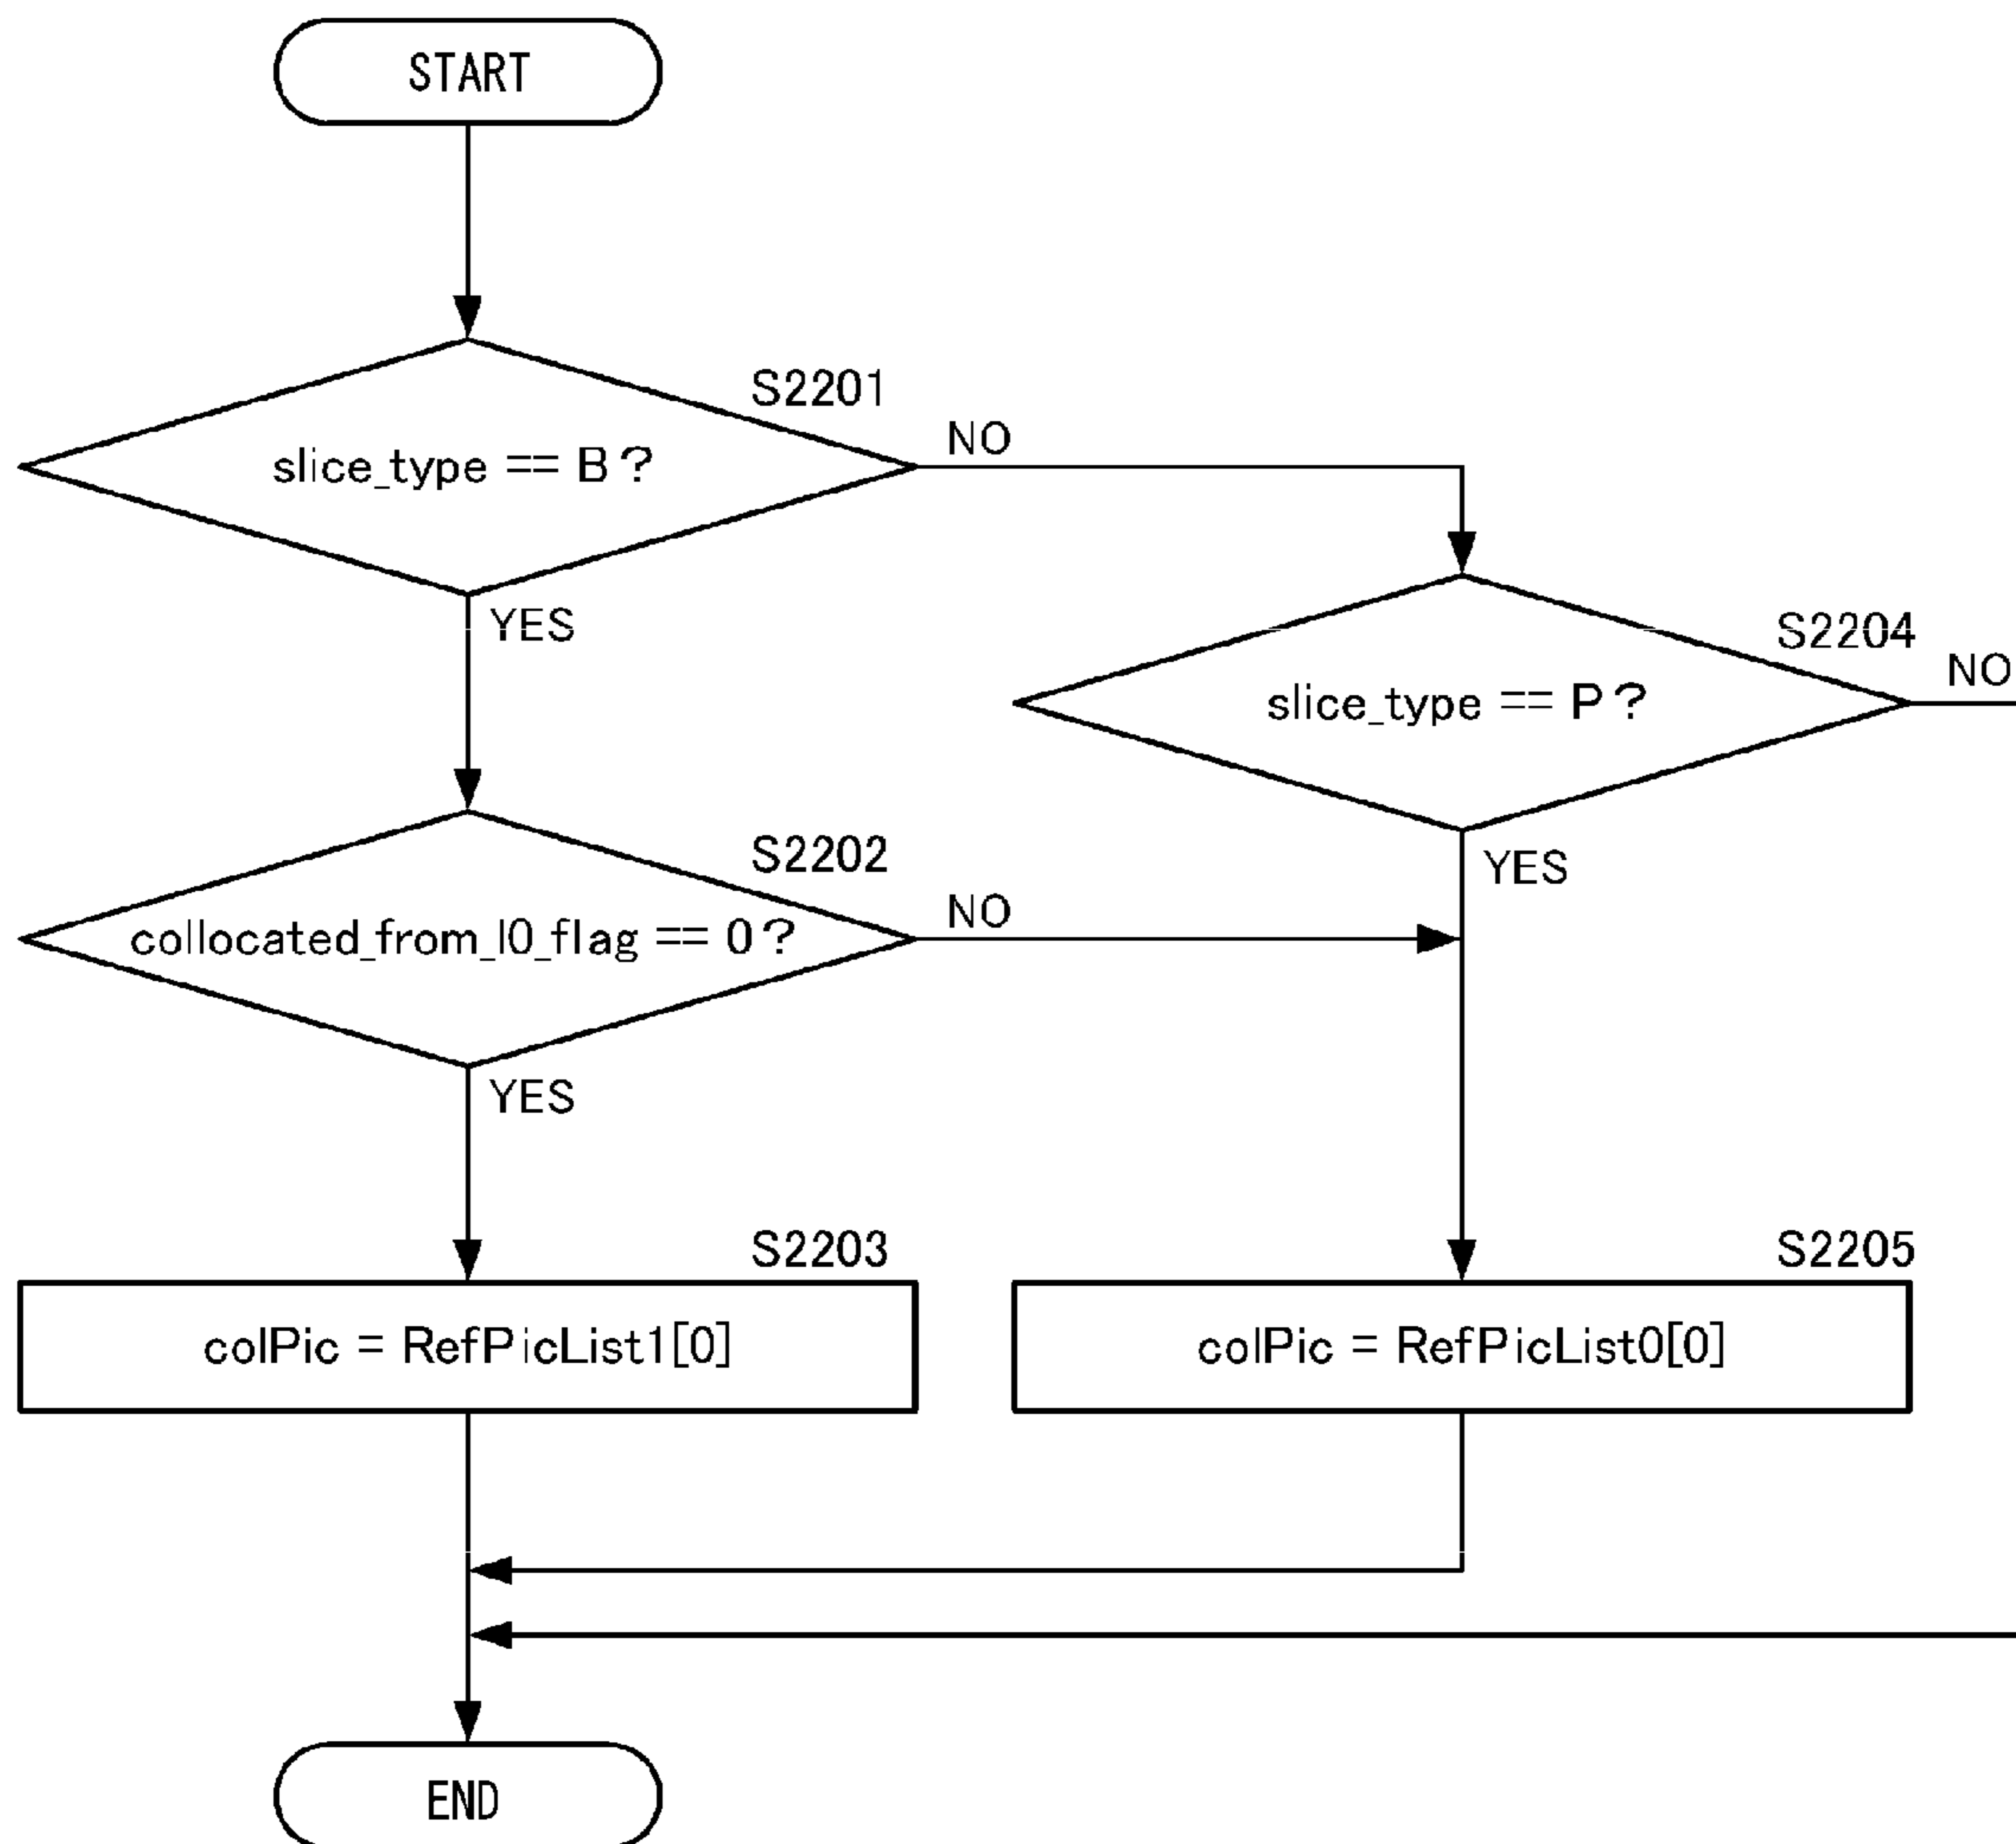 START
S2201
slice_type == B?
NO
YES
S2204
slice_type == P?
NO
YES
S2202
collocated_from_l0_flag == 0?
NO
YES
S2203
colPic = RefPicList1[0]
S2205
colPic = RefPicList0[0]
END